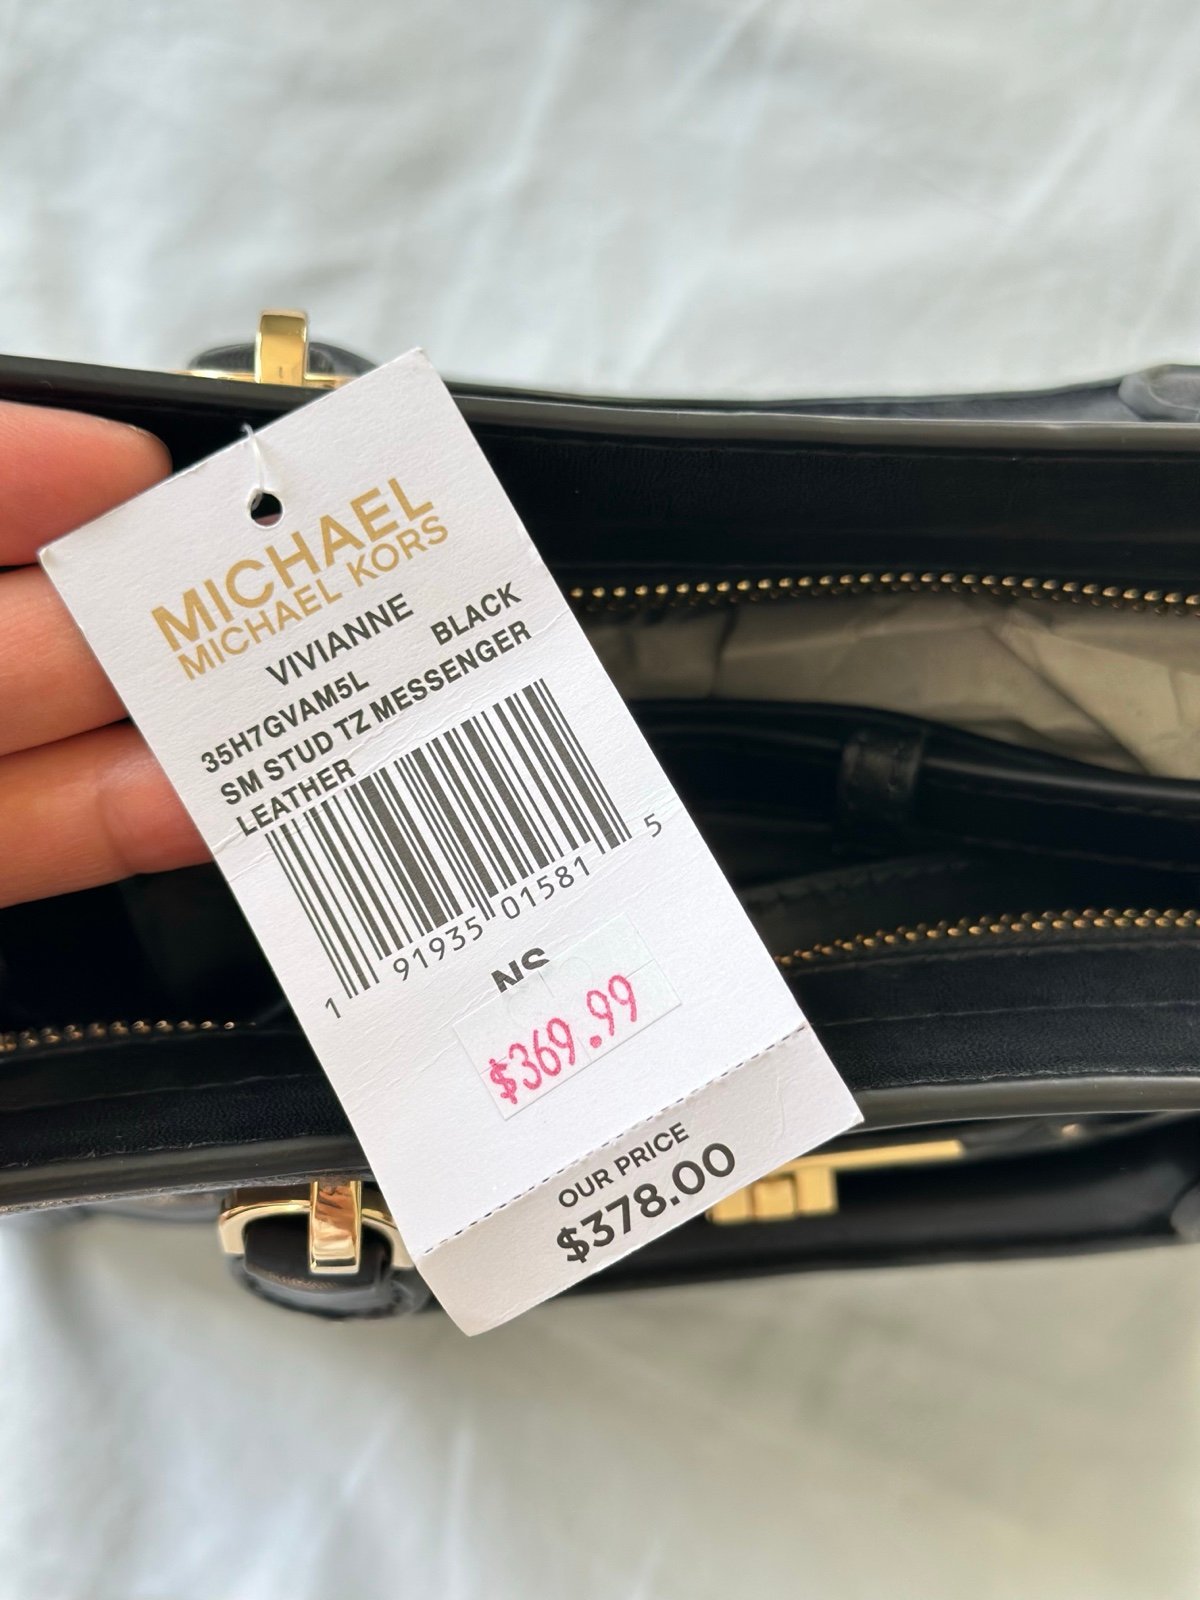 MICHAEL
MICHAEL KORS
VIVIANNE
35H7GVAM5L BLACK
SM STUD TZ MESSENGER
LEATHER
1 91935 01581 5
NS
$369.99
OUR PRICE
$378.00